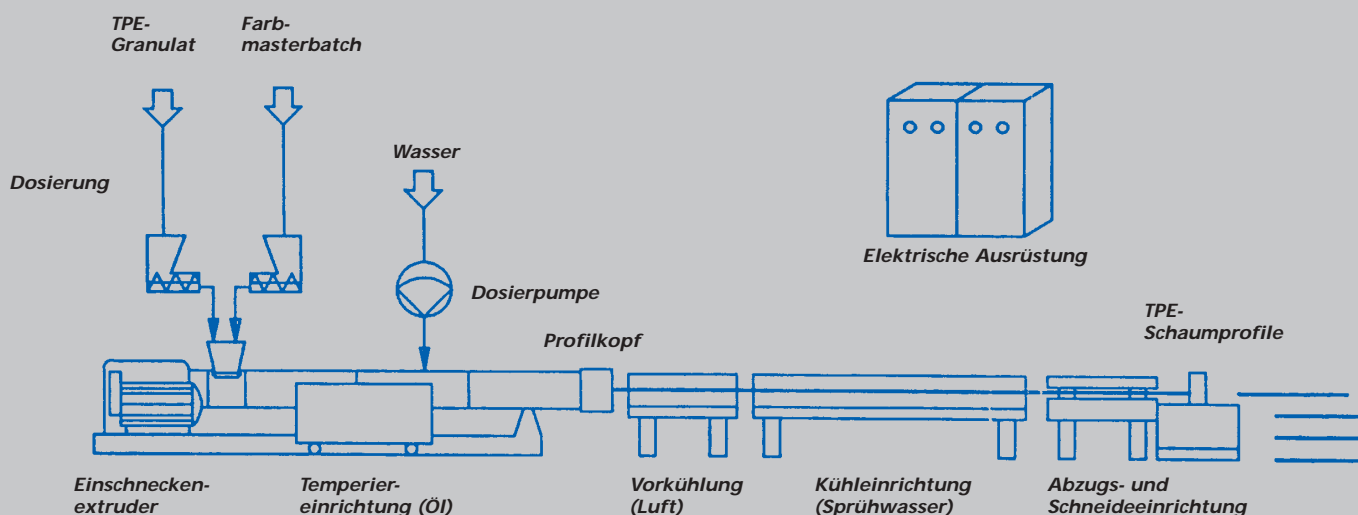 TPE-
Granulat
Farb-
masterbatch
Wasser
Dosierung
Elektrische Ausrüstung
Dosierpumpe
TPE-
Schaumprofile
Profilkopf
Einschnecken-
extruder
Temperier-
einrichtung (Öl)
Vorkühlung
(Luft)
Kühleinrichtung
(Sprühwasser)
Abzugs- und
Schneideeinrichtung